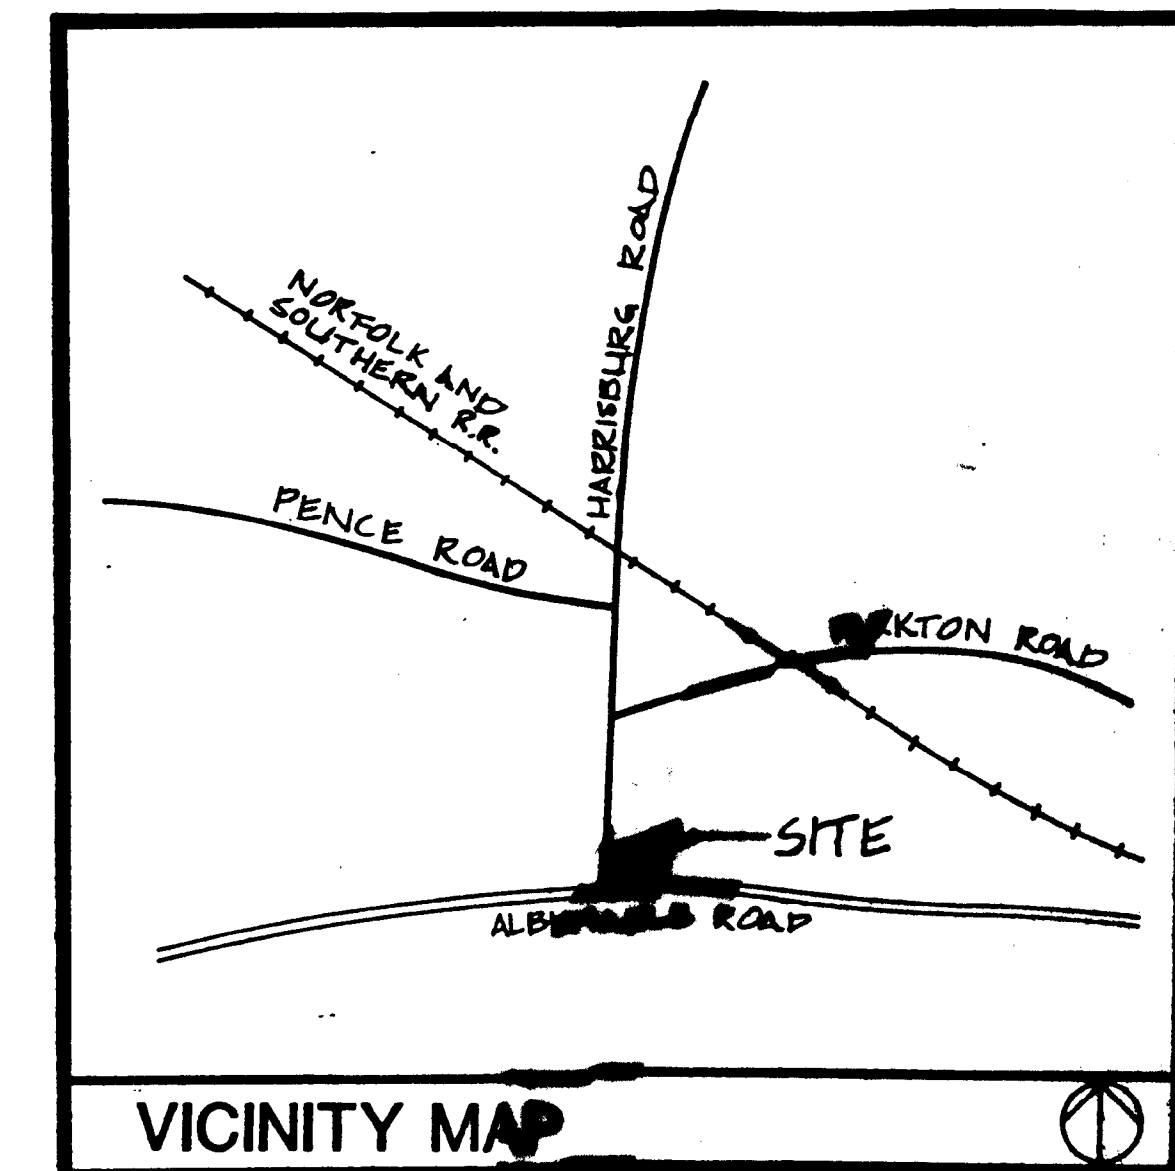 HARRISBURG ROAD
NORFOLK AND
SOUTHERN R.R.
PENCE ROAD
ROAD
SITE
ROAD
VICINITY MAP